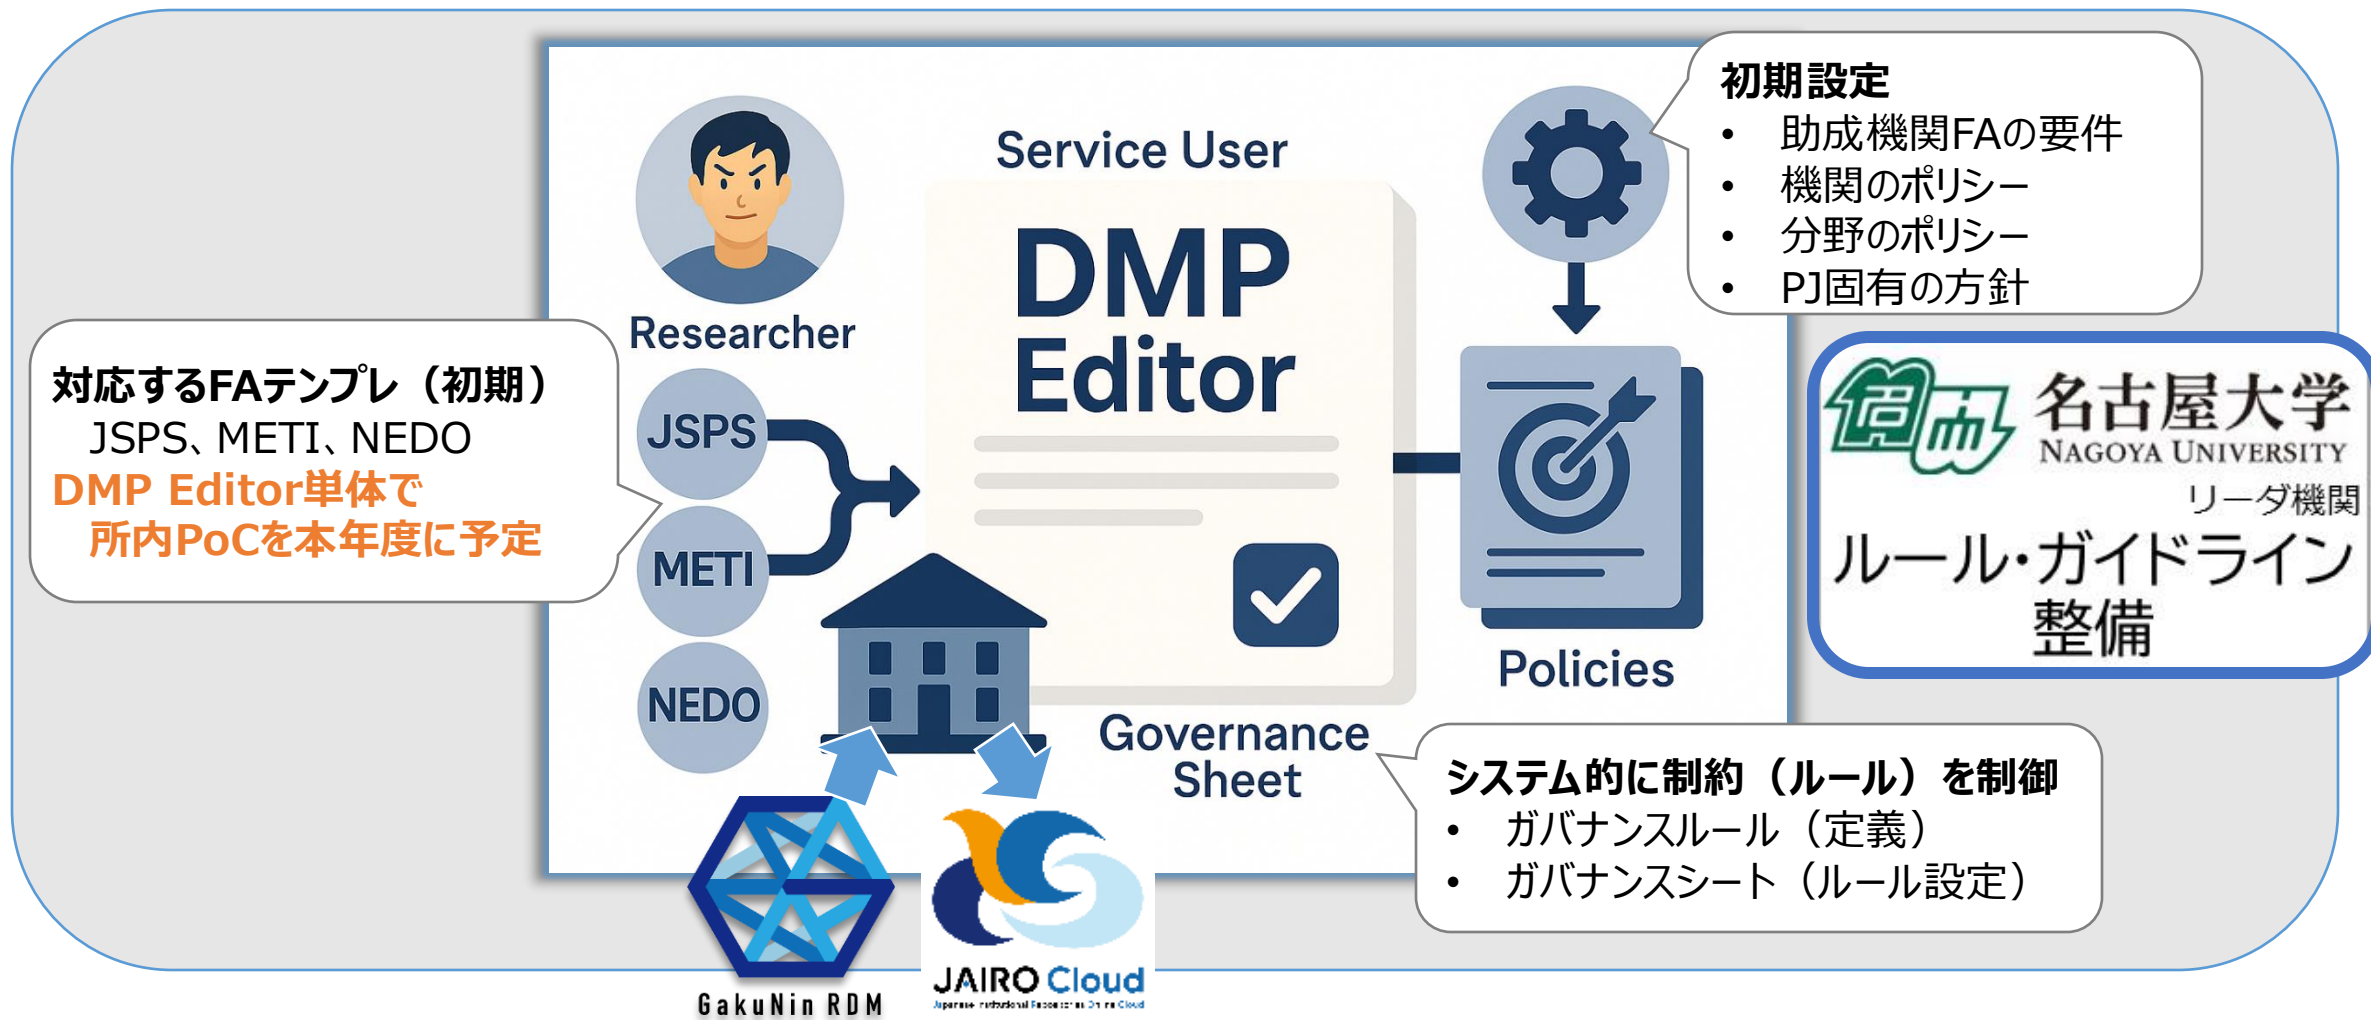 初期設定
• 助成機関FAの要件
• 機関のポリシー
• 分野のポリシー
• PJ固有の方針
Service User
DMP
Editor
Researcher
対応するFAテンプレ（初期）
JSPS、METI、NEDO
DMP Editor単体で
所内PoCを本年度に予定
JSPS
METI
NEDO
名古屋大学
NAGOYA UNIVERSITY
リーダ機関
ルール・ガイドライン
整備
Policies
Governance
Sheet
システム的に制約（ルール）を制御
• ガバナンスルール（定義）
• ガバナンスシート（ルール設定）
GakuNin RDM
JAIRO Cloud